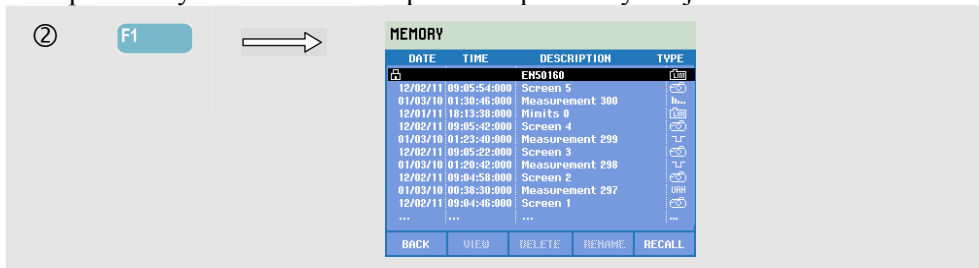 ②
F1
MEMORY
DATE TIME DESCRIPTION TYPE
EN50160 Lim
12/02/11 09:05:54:000 Screen 5
01/03/10 01:30:46:000 Measurement 300
12/01/11 18:13:38:000 Mimits 0 Lim
12/02/11 09:05:42:000 Screen 4
01/03/10 01:23:40:000 Measurement 299
12/02/11 09:05:22:000 Screen 3
01/03/10 01:20:42:000 Measurement 298
12/02/11 09:04:58:000 Screen 2
01/03/10 00:38:30:000 Measurement 297 VAH
12/02/11 09:04:46:000 Screen 1
... ... ... ...
BACK VIEW DELETE RENAME RECALL